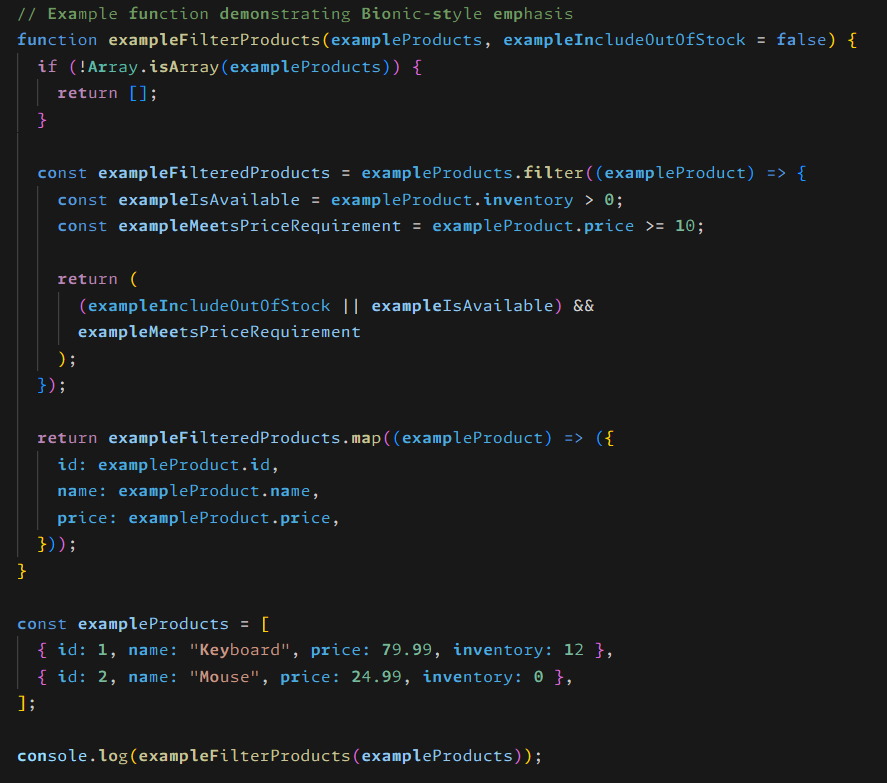 // Example function demonstrating Bionic-style emphasis
function exampleFilterProducts(exampleProducts, exampleIncludeOutOfStock = false) {
  if (!Array.isArray(exampleProducts)) {
    return [];
  }

  const exampleFilteredProducts = exampleProducts.filter((exampleProduct) => {
    const exampleIsAvailable = exampleProduct.inventory > 0;
    const exampleMeetsPriceRequirement = exampleProduct.price >= 10;

    return (
      (exampleIncludeOutOfStock || exampleIsAvailable) &&
      exampleMeetsPriceRequirement
    );
  });

  return exampleFilteredProducts.map((exampleProduct) => ({
    id: exampleProduct.id,
    name: exampleProduct.name,
    price: exampleProduct.price,
  }));
}

const exampleProducts = [
  { id: 1, name: "Keyboard", price: 79.99, inventory: 12 },
  { id: 2, name: "Mouse", price: 24.99, inventory: 0 },
];

console.log(exampleFilterProducts(exampleProducts));